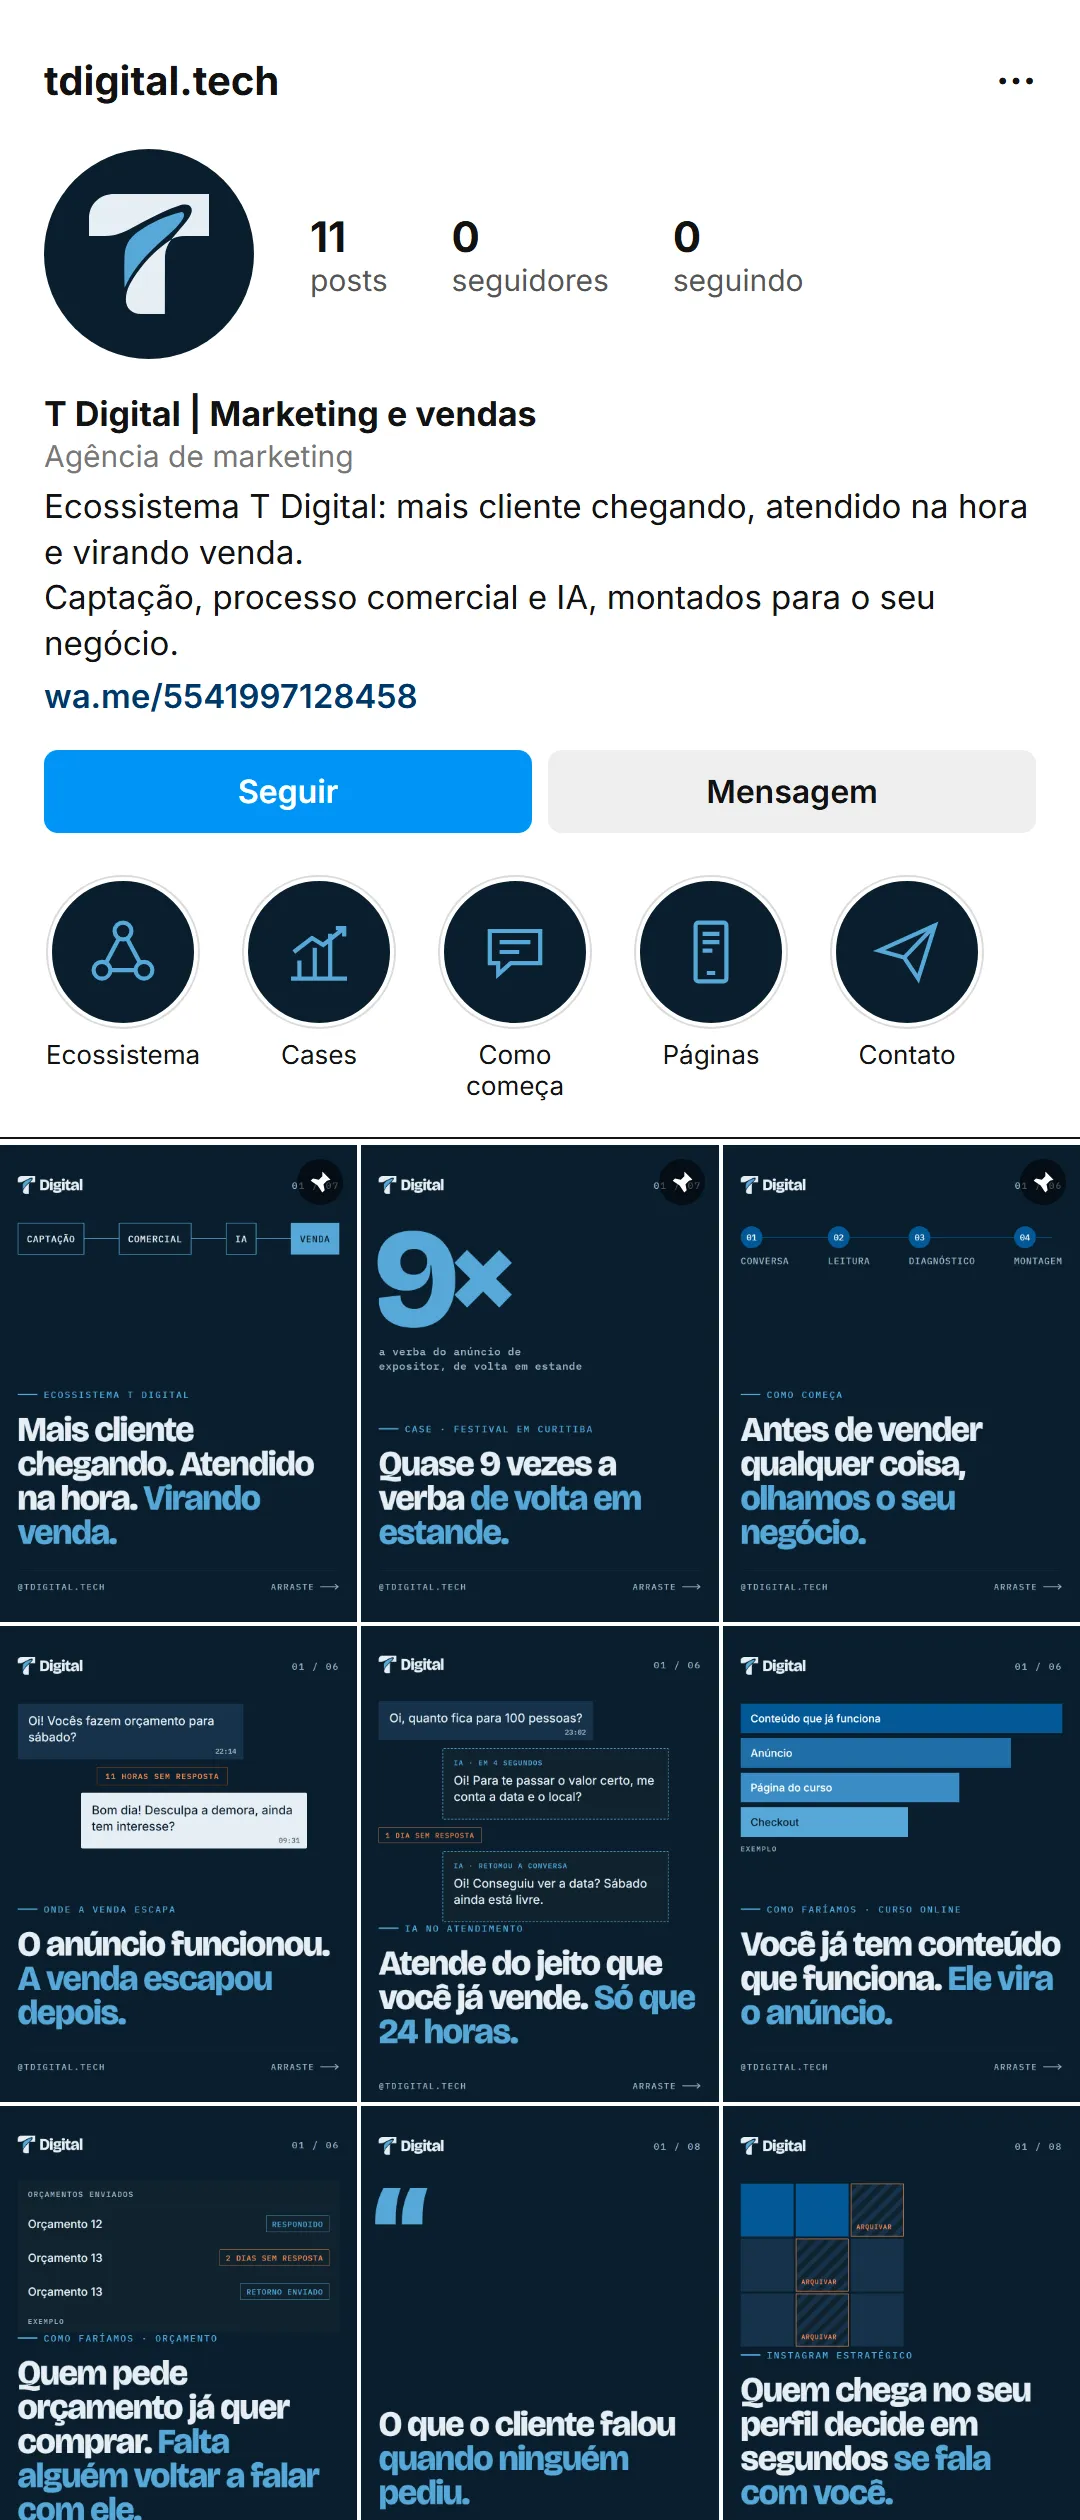 tdigital.tech
11
posts
0
seguidores
0
seguindo
T Digital | Marketing e vendas
Agência de marketing
Ecossistema T Digital: mais cliente chegando, atendido na hora
e virando venda.
Captação, processo comercial e IA, montados para o seu
negócio.
wa.me/5541997128458
Seguir
Mensagem
Ecossistema
Cases
Como
começa
Páginas
Contato
Digital
CAPTAÇÃO
COMERCIAL
IA
VENDA
ECOSSISTEMA T DIGITAL
Mais cliente
chegando. Atendido
na hora. Virando
venda.
@TDIGITAL.TECH
ARRASTE
Digital
9×
a verba do anúncio de
expositor, de volta em estande
CASE · FESTIVAL EM CURITIBA
Quase 9 vezes a
verba de volta em
estande.
@TDIGITAL.TECH
ARRASTE
Digital
01
02
03
04
CONVERSA
LEITURA
DIAGNÓSTICO
MONTAGEM
COMO COMEÇA
Antes de vender
qualquer coisa,
olhamos o seu
negócio.
@TDIGITAL.TECH
ARRASTE
Digital
01 / 06
Oi! Vocês fazem orçamento para
sábado?
22:14
11 HORAS SEM RESPOSTA
Bom dia! Desculpa a demora, ainda
tem interesse?
09:31
ONDE A VENDA ESCAPA
O anúncio funcionou.
A venda escapou
depois.
@TDIGITAL.TECH
ARRASTE
Digital
01 / 06
Oi, quanto fica para 100 pessoas?
23:02
IA · EM 4 SEGUNDOS
Oi! Para te passar o valor certo, me
conta a data e o local?
1 DIA SEM RESPOSTA
IA · RETOMOU A CONVERSA
Oi! Conseguiu ver a data? Sábado
ainda está livre.
IA NO ATENDIMENTO
Atende do jeito que
você já vende. Só que
24 horas.
@TDIGITAL.TECH
ARRASTE
Digital
01 / 06
Conteúdo que já funciona
Anúncio
Página do curso
Checkout
EXEMPLO
COMO FARÍAMOS · CURSO ONLINE
Você já tem conteúdo
que funciona. Ele vira
o anúncio.
@TDIGITAL.TECH
ARRASTE
Digital
01 / 06
ORÇAMENTOS ENVIADOS
Orçamento 12
RESPONDIDO
Orçamento 13
2 DIAS SEM RESPOSTA
Orçamento 13
RETORNO ENVIADO
EXEMPLO
COMO FARÍAMOS · ORÇAMENTO
Quem pede
orçamento já quer
comprar. Falta
alguém voltar a falar
com ele.
Digital
01 / 08
“
O que o cliente falou
quando ninguém
pediu.
Digital
01 / 08
ARQUIVAR
ARQUIVAR
ARQUIVAR
INSTAGRAM ESTRATÉGICO
Quem chega no seu
perfil decide em
segundos se fala
com você.